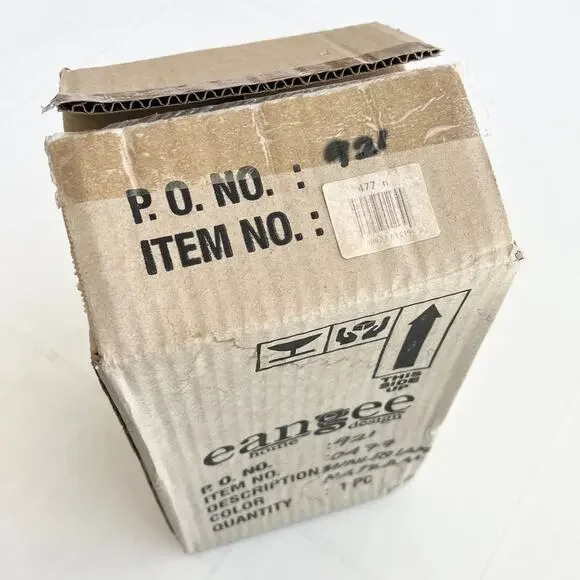 P. O. NO. : 921
ITEM NO. :
477 n
THIS
SIDE
UP
eangee
home design
P. O. NO. : 921
ITEM NO. :
DESCRIPTION
COLOR NATURAL
QUANTITY : 1 PC